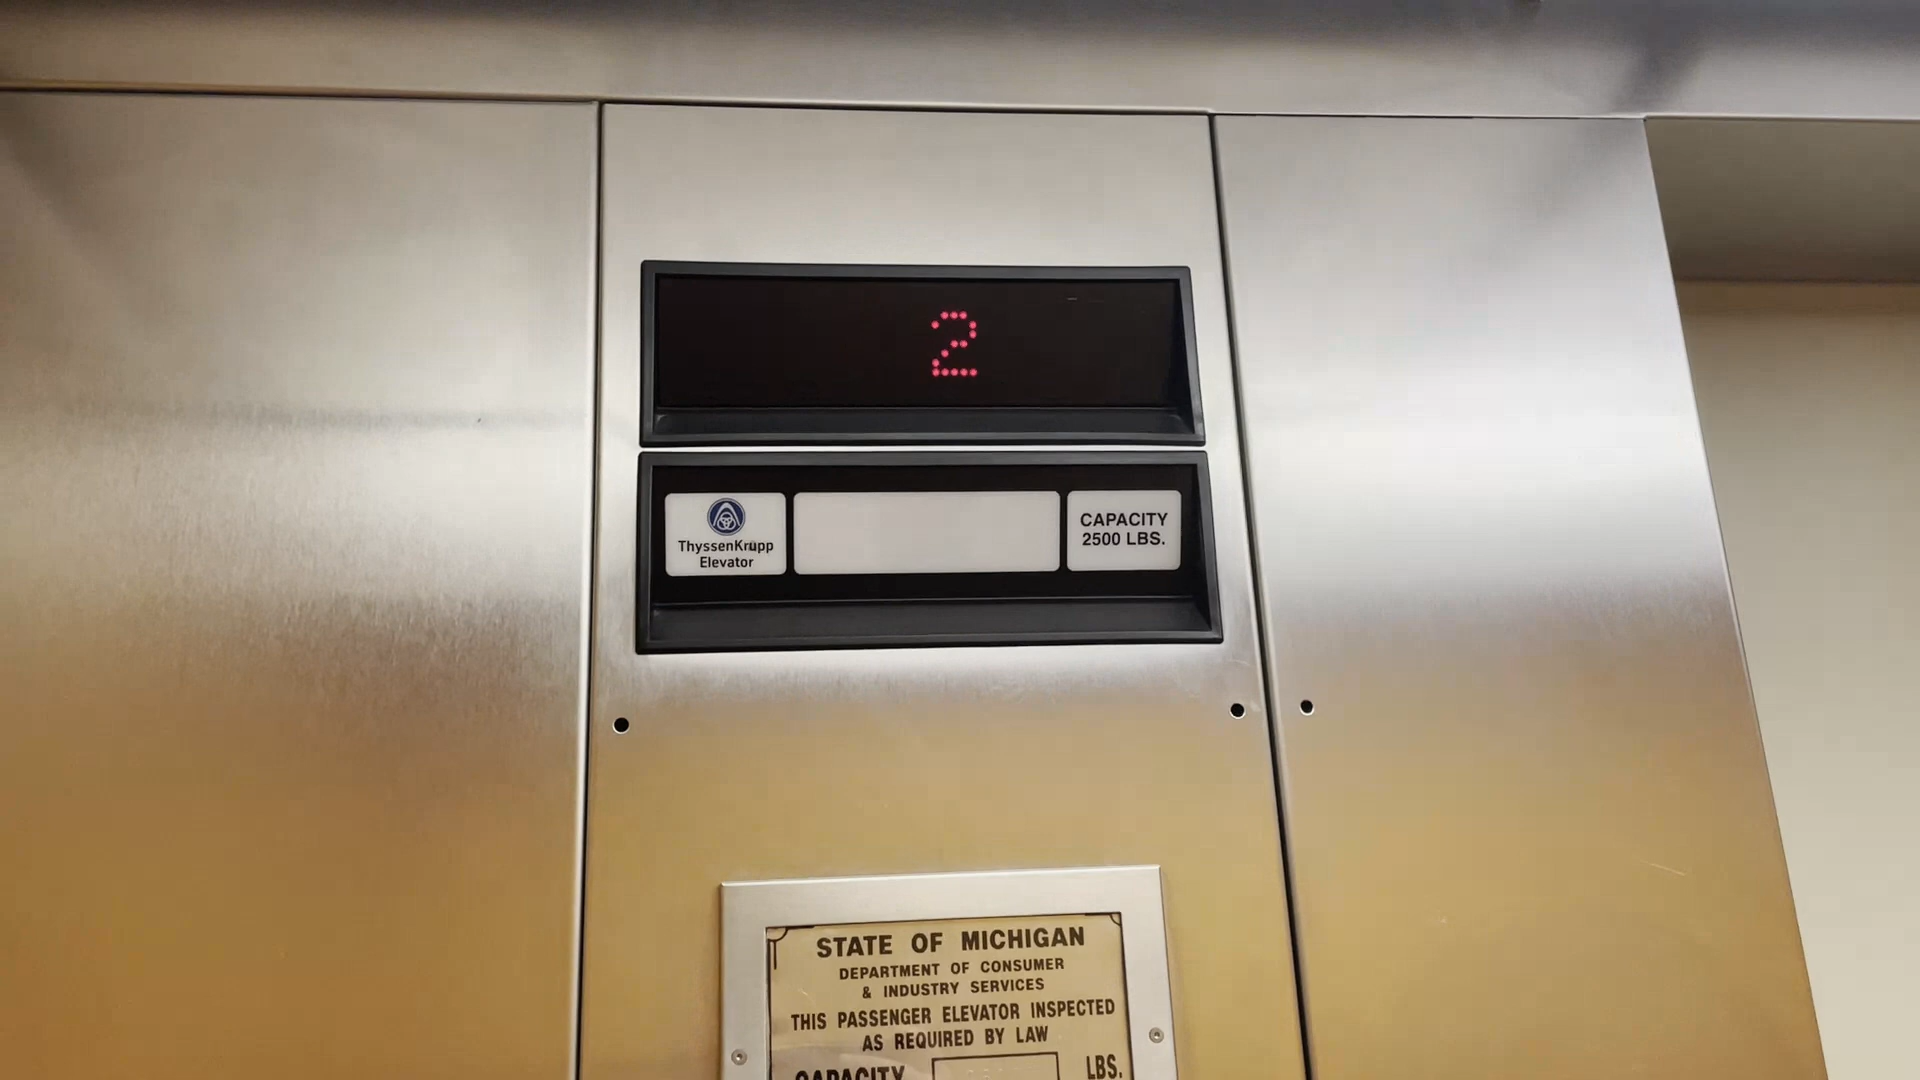 2
ThyssenKrupp
Elevator
CAPACITY
2500 LBS.
STATE OF MICHIGAN
DEPARTMENT OF CONSUMER
& INDUSTRY SERVICES
THIS PASSENGER ELEVATOR INSPECTED
AS REQUIRED BY LAW
CAPACITY LBS.